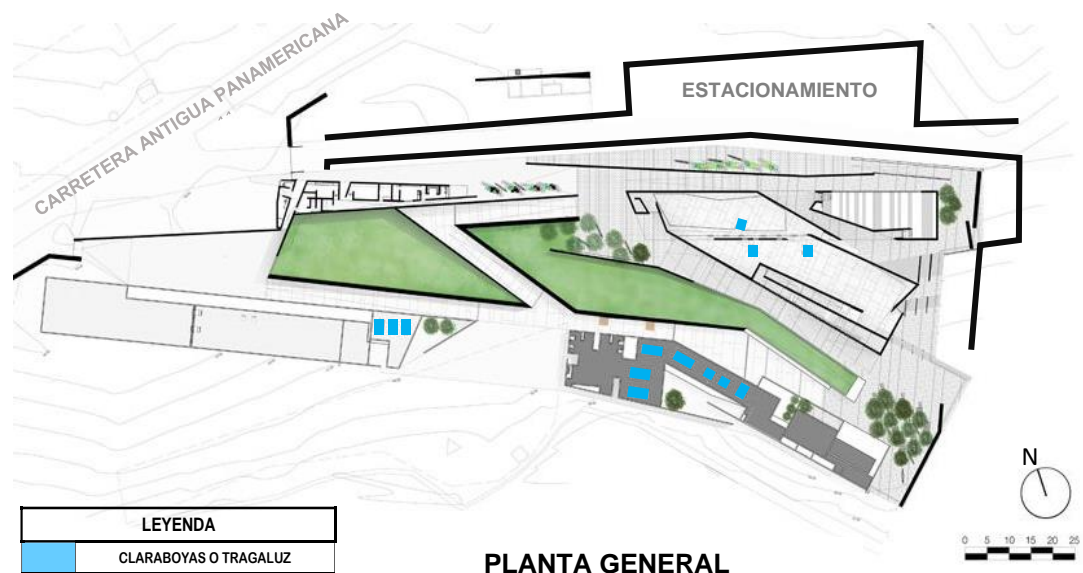 CARRETERA ANTIGUA PANAMERICANA
ESTACIONAMIENTO
N
0 5 10 15 20 25
LEYENDA
CLARABOYAS O TRAGALUZ
PLANTA GENERAL